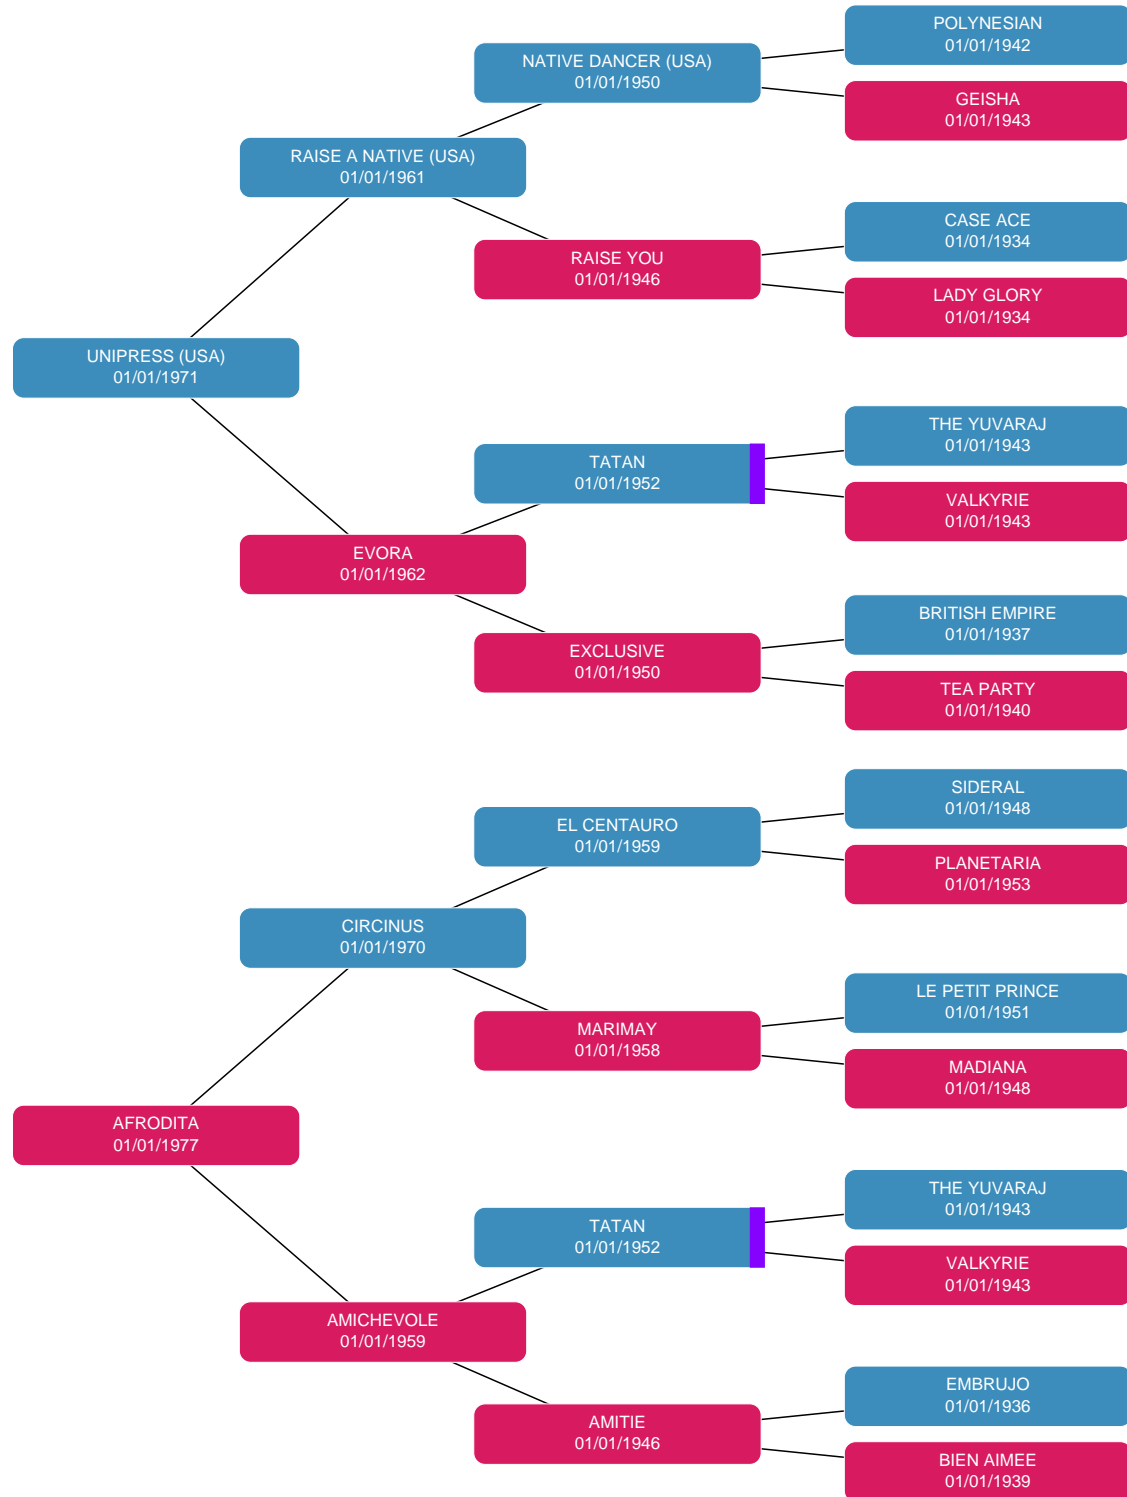 POLYNESIAN
01/01/1942
NATIVE DANCER (USA)
01/01/1950
GEISHA
01/01/1943
RAISE A NATIVE (USA)
01/01/1961
CASE ACE
01/01/1934
RAISE YOU
01/01/1946
LADY GLORY
01/01/1934
UNIPRESS (USA)
01/01/1971
THE YUVARAJ
01/01/1943
TATAN
01/01/1952
VALKYRIE
01/01/1943
EVORA
01/01/1962
BRITISH EMPIRE
01/01/1937
EXCLUSIVE
01/01/1950
TEA PARTY
01/01/1940
SIDERAL
01/01/1948
EL CENTAURO
01/01/1959
PLANETARIA
01/01/1953
CIRCINUS
01/01/1970
LE PETIT PRINCE
01/01/1951
MARIMAY
01/01/1958
MADIANA
01/01/1948
AFRODITA
01/01/1977
THE YUVARAJ
01/01/1943
TATAN
01/01/1952
VALKYRIE
01/01/1943
AMICHEVOLE
01/01/1959
EMBRUJO
01/01/1936
AMITIE
01/01/1946
BIEN AIMEE
01/01/1939